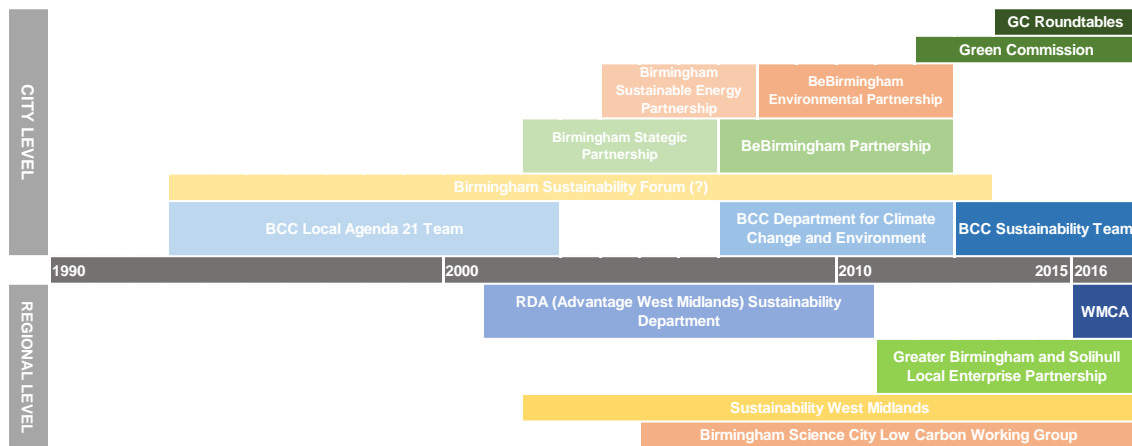 GC Roundtables
Green Commission
Birmingham
Sustainable Energy
Partnership
BeBirmingham
Environmental Partnership
Birmingham Stategic
Partnership
BeBirmingham Partnership
Birmingham Sustainability Forum (?)
BCC Local Agenda 21 Team
BCC Department for Climate
Change and Environment
BCC Sustainability Team
CITY LEVEL
1990
2000
2010
2015
2016
REGIONAL LEVEL
RDA (Advantage West Midlands) Sustainability
Department
WMCA
Greater Birmingham and Solihull
Local Enterprise Partnership
Sustainability West Midlands
Birmingham Science City Low Carbon Working Group